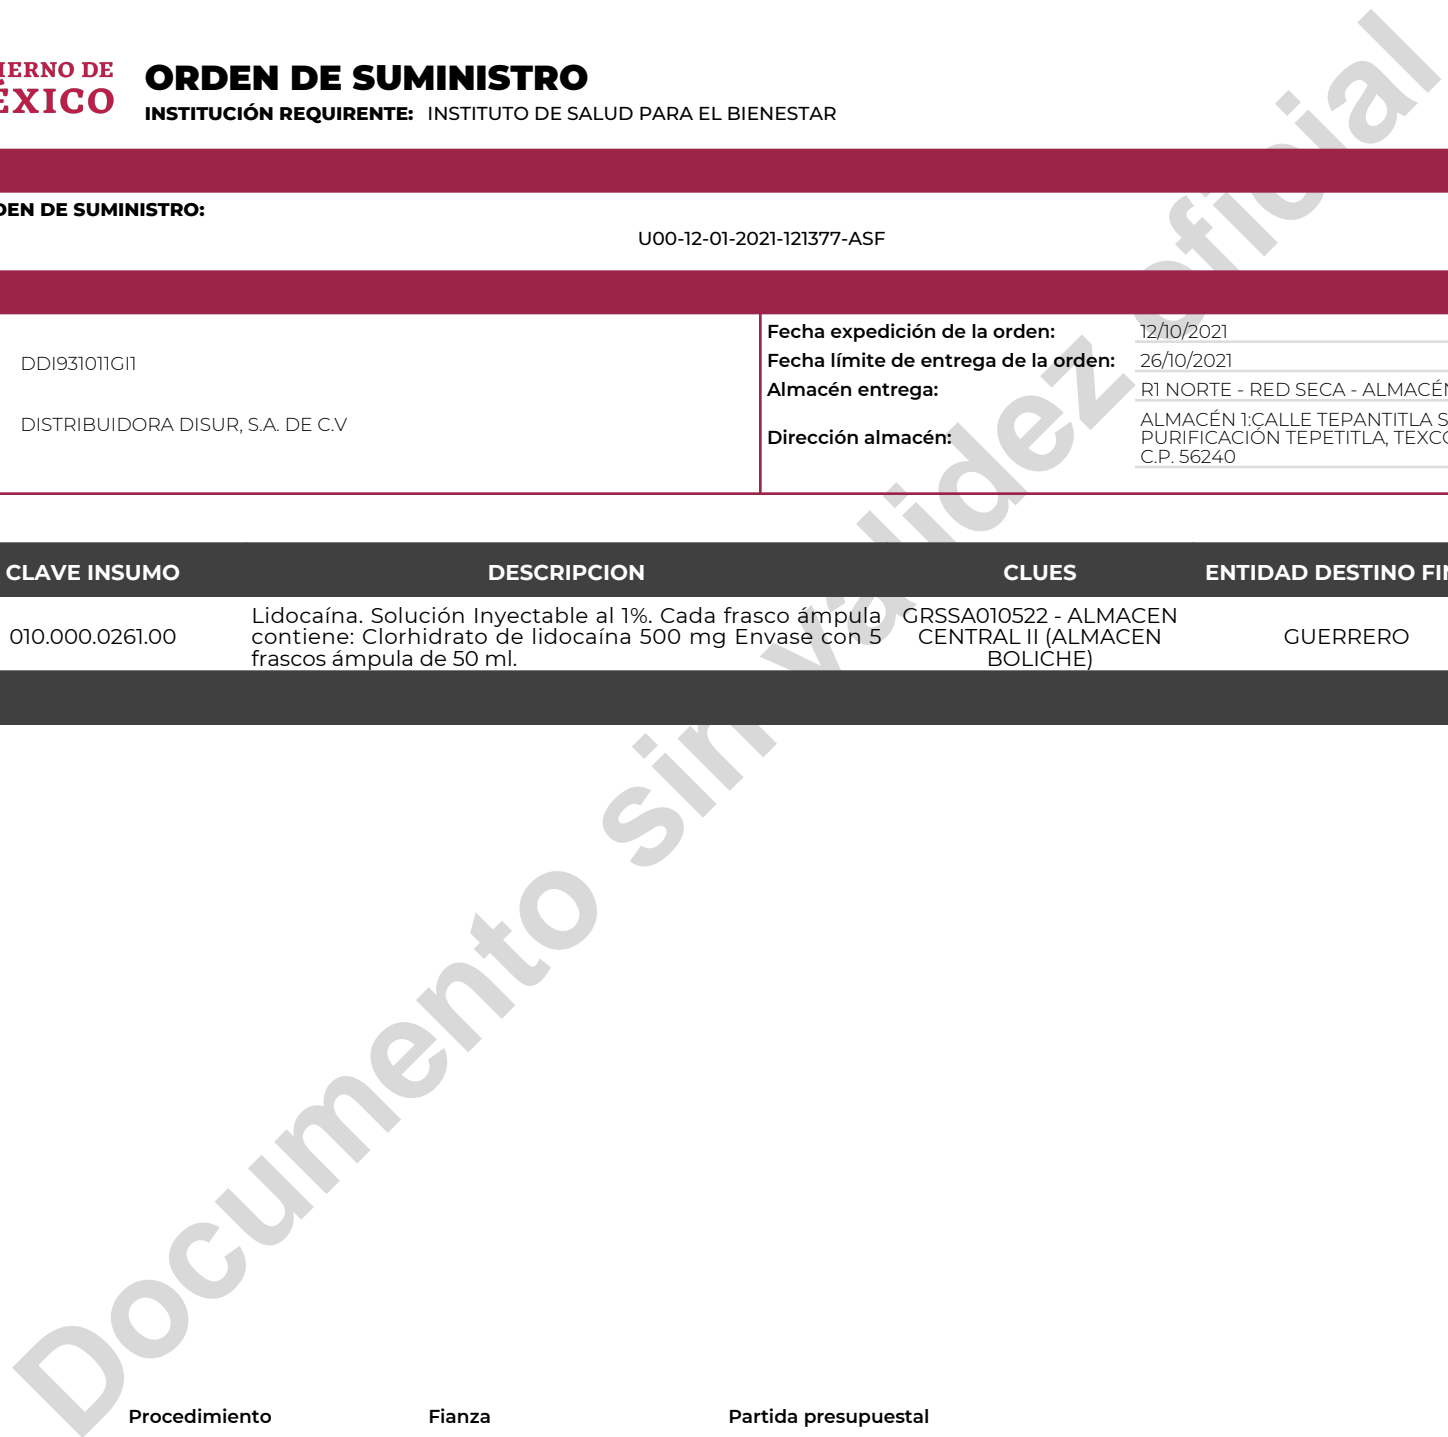 ORDEN DE SUMINISTRO
INSTITUCIÓN REQUIRENTE: INSTITUTO DE SALUD PARA EL BIENESTAR
DE SUMINISTRO:
U00-12-01-2021-121377-ASF
DDI931011GI1
DISTRIBUIDORA DISUR, S.A. DE C.V
Fecha expedición de la orden: 12/10/2021
Fecha límite de entrega de la orden: 26/10/2021
Almacén entrega: R1 NORTE - RED SECA - ALMACÉN
Dirección almacén: ALMACÉN 1:CALLE TEPANTITLA S
PURIFICACIÓN TEPETITLA, TEXCO
C.P. 56240
CLAVE INSUMO DESCRIPCION CLUES ENTIDAD DESTINO FIN
010.000.0261.00
Lidocaína. Solución Inyectable al 1%. Cada frasco ámpula
contiene: Clorhidrato de lidocaína 500 mg Envase con 5
frascos ámpula de 50 ml.
GRSSA010522 - ALMACEN
CENTRAL II (ALMACEN
BOLICHE)
GUERRERO
Documento sin validez oficial
Procedimiento Fianza Partida presupuestal